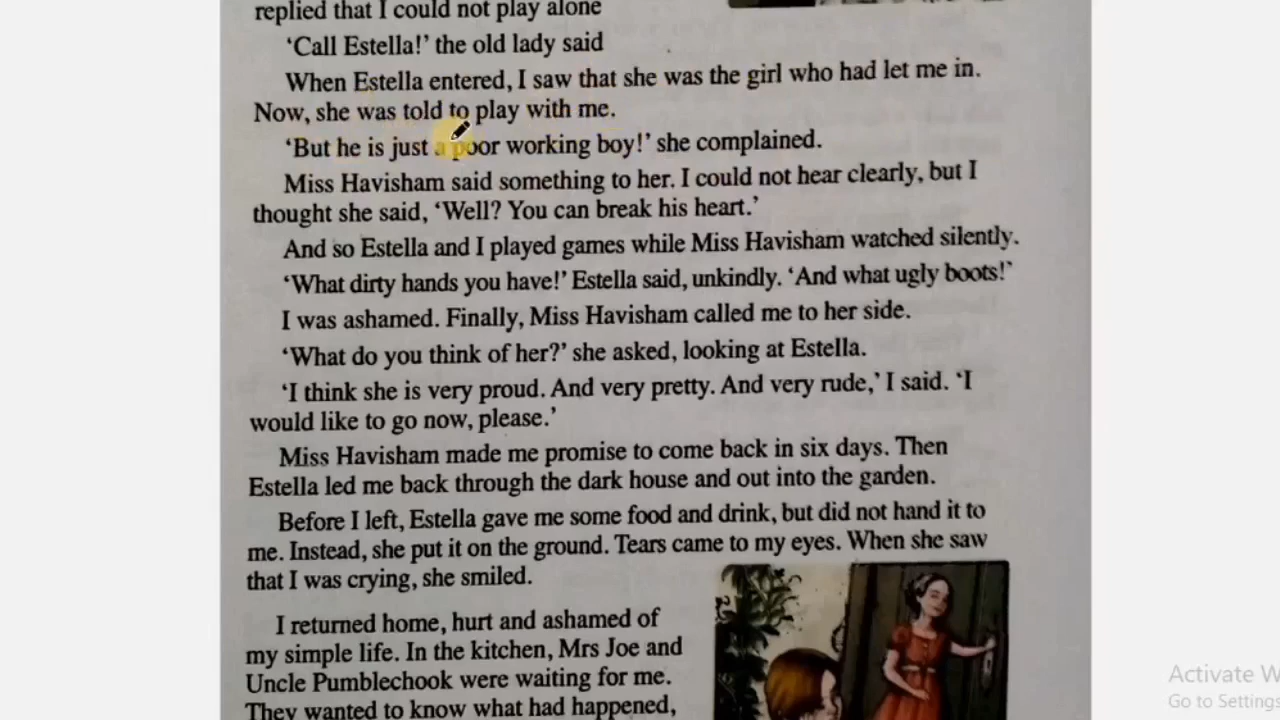 replied that I could not play alone
‘Call Estella!’ the old lady said
When Estella entered, I saw that she was the girl who had let me in.
Now, she was told to play with me.
‘But he is just a poor working boy!’ she complained.
Miss Havisham said something to her. I could not hear clearly, but I
thought she said, ‘Well? You can break his heart.’
And so Estella and I played games while Miss Havisham watched silently.
‘What dirty hands you have!’ Estella said, unkindly. ‘And what ugly boots!’
I was ashamed. Finally, Miss Havisham called me to her side.
‘What do you think of her?’ she asked, looking at Estella.
‘I think she is very proud. And very pretty. And very rude,’ I said. ‘I
would like to go now, please.’
Miss Havisham made me promise to come back in six days. Then
Estella led me back through the dark house and out into the garden.
Before I left, Estella gave me some food and drink, but did not hand it to
me. Instead, she put it on the ground. Tears came to my eyes. When she saw
that I was crying, she smiled.
I returned home, hurt and ashamed of
my simple life. In the kitchen, Mrs Joe and
Uncle Pumblechook were waiting for me.
They wanted to know what had happened,
Activate W
Go to Settings